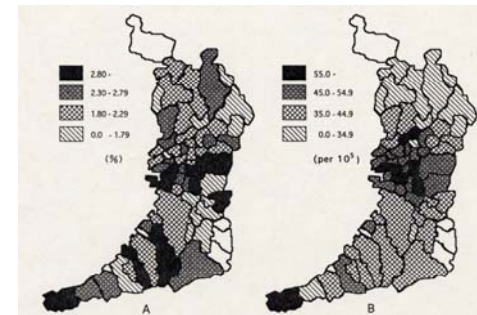 2.80 -
2.30 - 2.79
1.80 - 2.29
0.0 - 1.79
(%)
A
55.0 -
45.0 - 54.9
35.0 - 44.9
0.0 - 34.9
(per 10⁵)
B